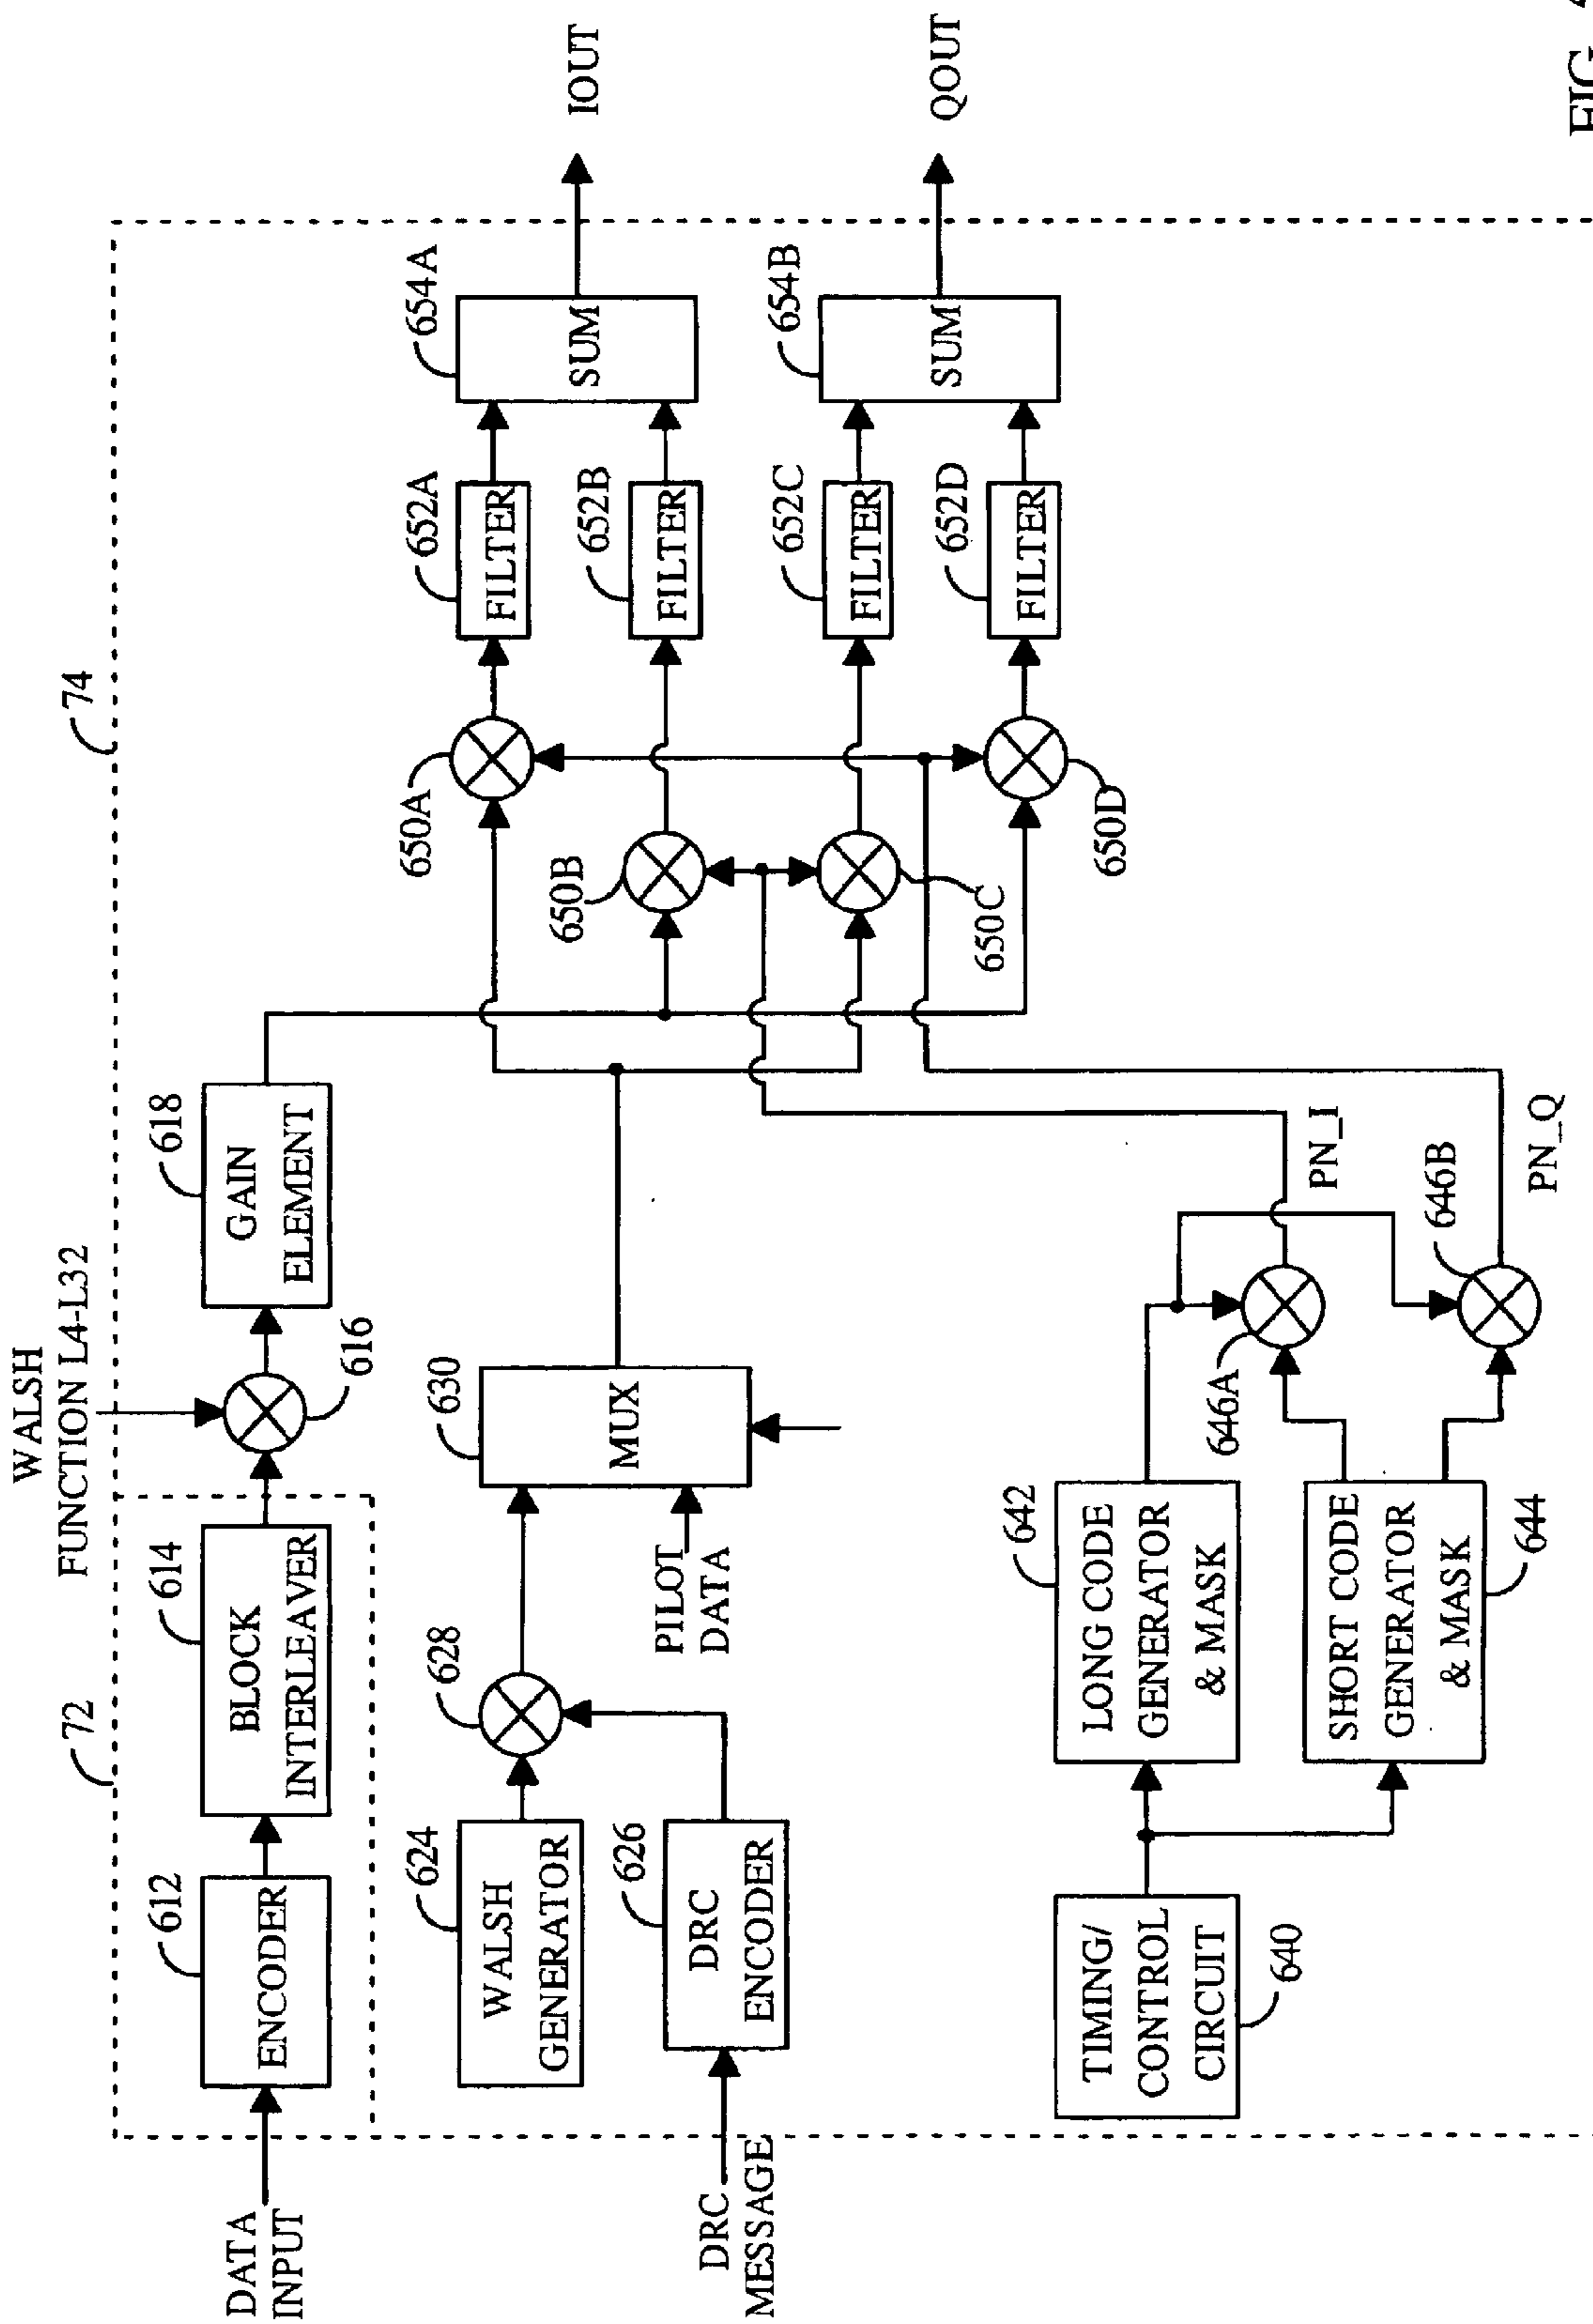 WALSH
FUNCTION L4-L32
72
74
612
614
616
618
DATA
INPUT
ENCODER
BLOCK
INTERLEAVER
GAIN
ELEMENT
624
WALSH
GENERATOR
628
630
MUX
PILOT
DATA
DRC
MESSAGE
626
DRC
ENCODER
650A
650B
650C
650D
652A
FILTER
652B
FILTER
652C
FILTER
652D
FILTER
654A
SUM
654B
SUM
IOUT
QOUT
TIMING/
CONTROL
CIRCUIT
640
642
LONG CODE
GENERATOR
& MASK
SHORT CODE
GENERATOR
& MASK
644
646A
646B
PN_I
PN_Q
FIG.